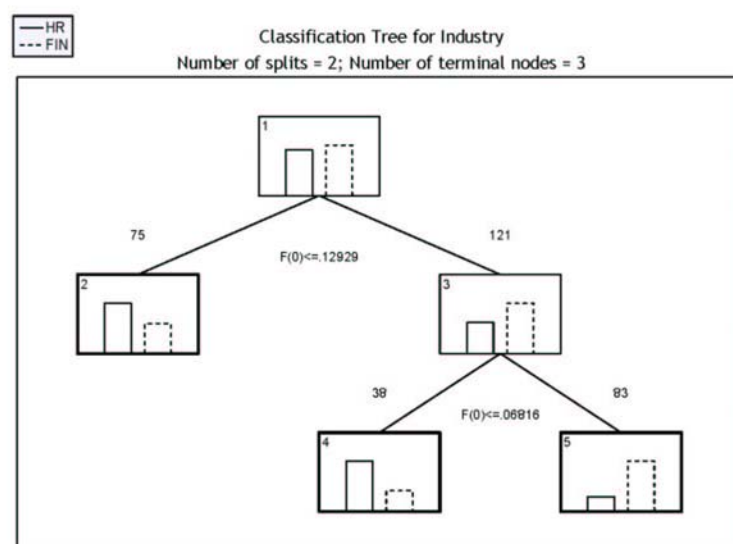 HR
FIN
Classification Tree for Industry
Number of splits = 2; Number of terminal nodes = 3
1
75
F(0)<=.12929
121
2
3
38
F(0)<=.06816
83
4
5